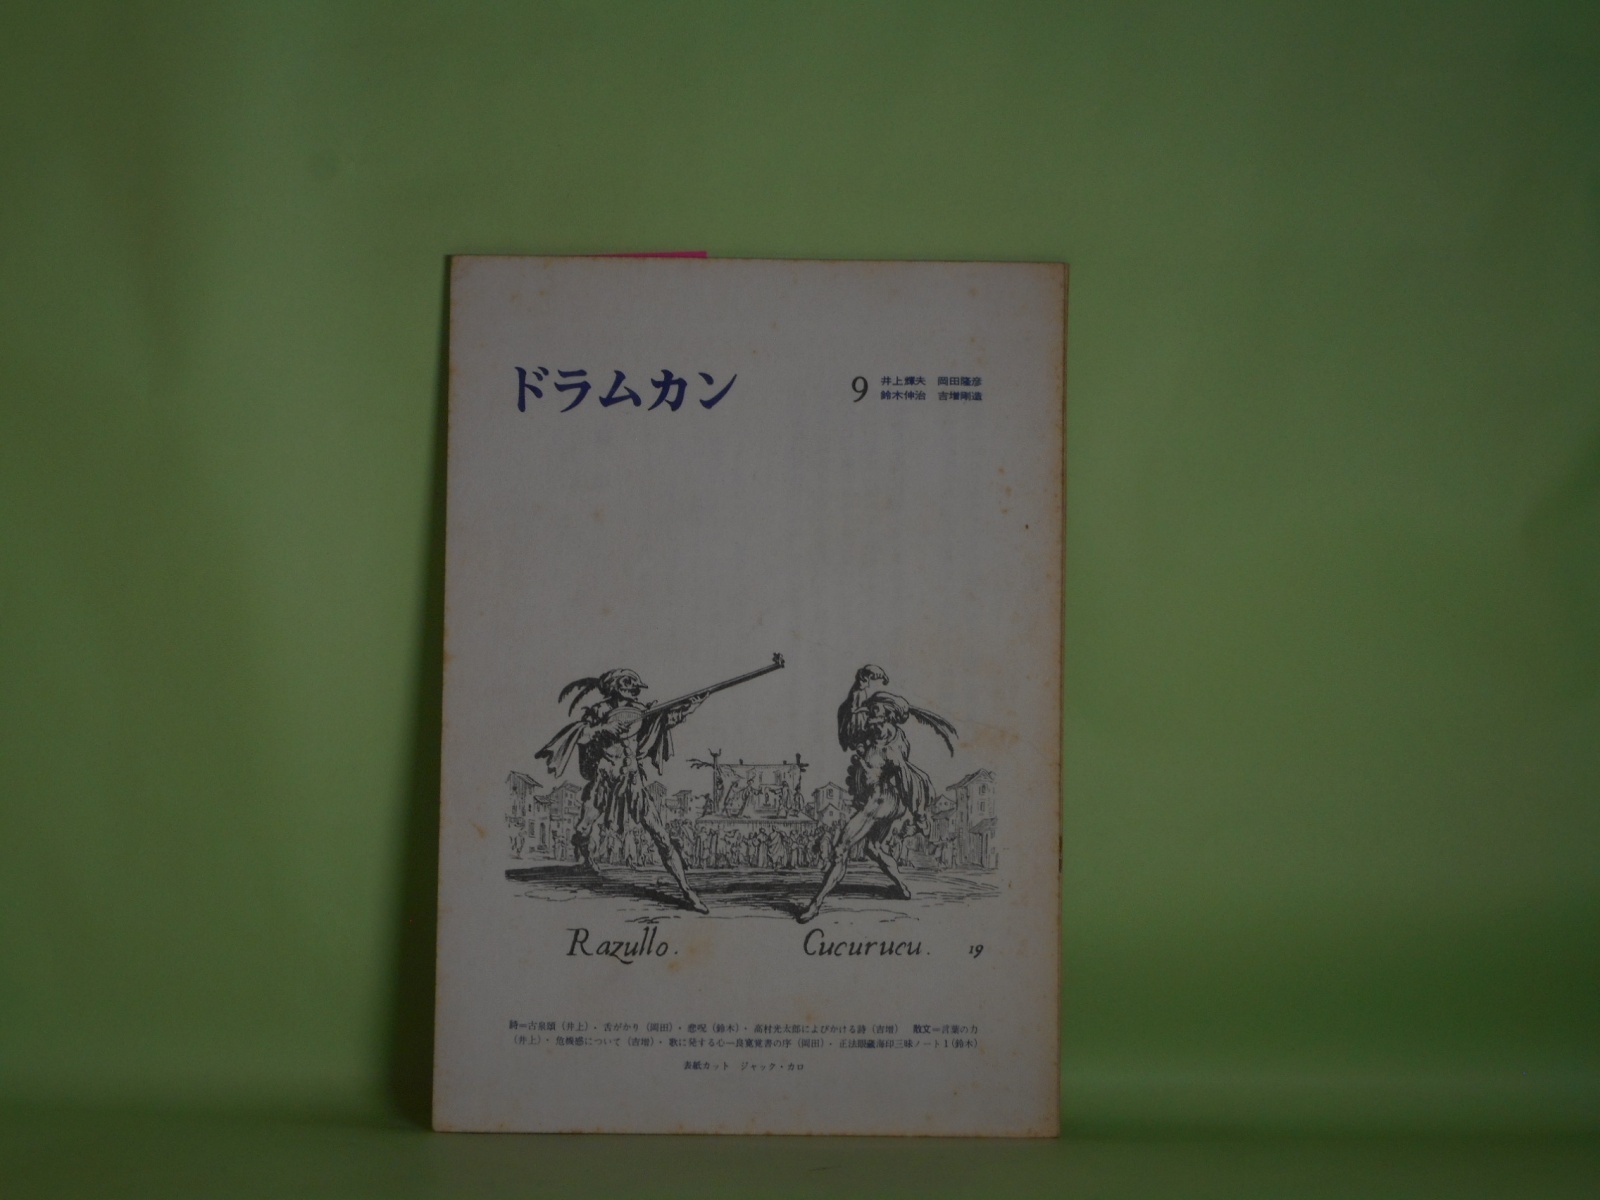 ドラムカン
9
井上輝夫　岡田隆彦
鈴木伸治　吉増剛造
Razullo.
Cucurucu.
19
詩＝古泉頌（井上）・舌がかり（岡田）・悲呪（鈴木）・高村光太郎によびかける詩（吉増）　散文＝言葉の力
（井上）・危機感について（吉増）・歌に発する心―良寛覚書の序（岡田）・正法眼蔵海印三昧ノート1（鈴木）
表紙カット　ジャック・カロ